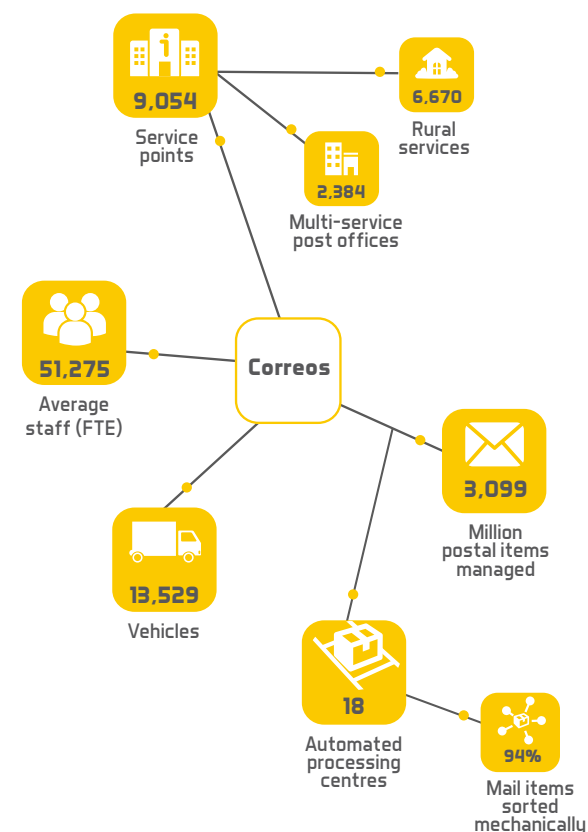 9,054
Service
points
6,670
Rural
services
2,384
Multi-service
post offices
51,275
Average
staff (FTE)
Correos
3,099
Million
postal items
managed
13,529
Vehicles
18
Automated
processing
centres
94%
Mail items
sorted
mechanically